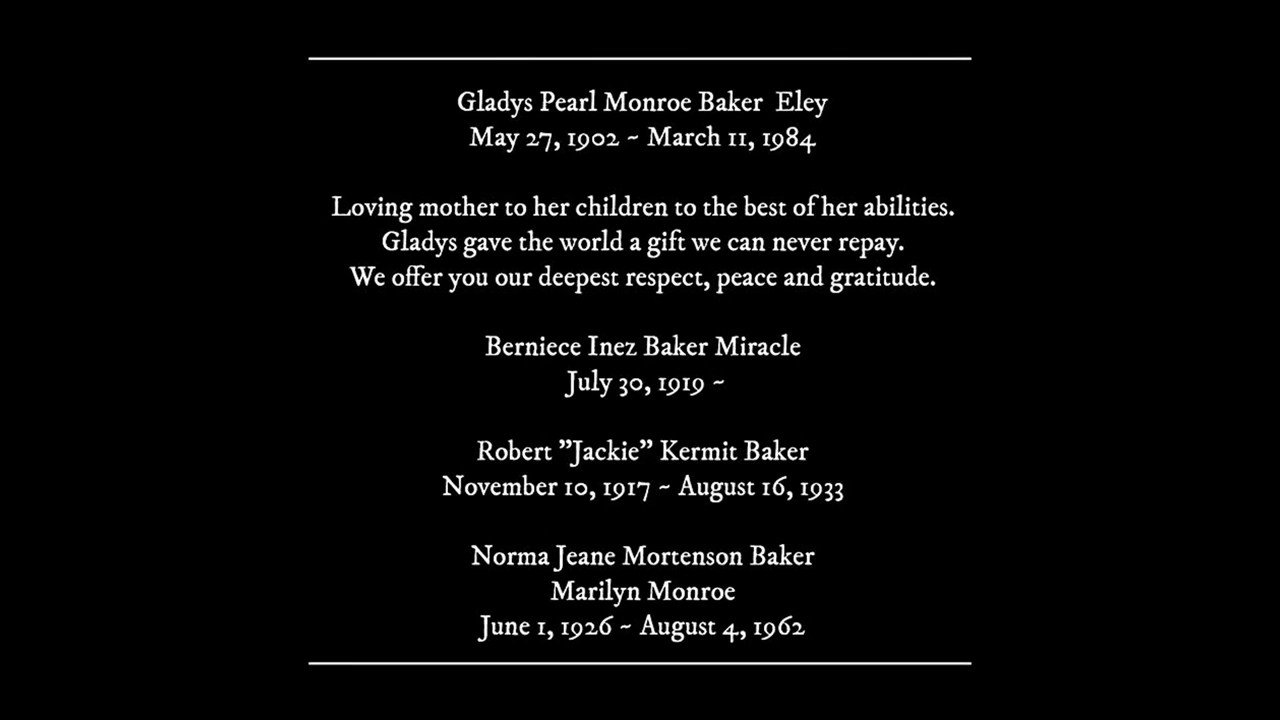 Gladys Pearl Monroe Baker  Eley
May 27, 1902 ~ March 11, 1984
Loving mother to her children to the best of her abilities.
Gladys gave the world a gift we can never repay.
We offer you our deepest respect, peace and gratitude.
Berniece Inez Baker Miracle
July 30, 1919 ~
Robert ”Jackie” Kermit Baker
November 10, 1917 ~ August 16, 1933
Norma Jeane Mortenson Baker
Marilyn Monroe
June 1, 1926 ~ August 4, 1962